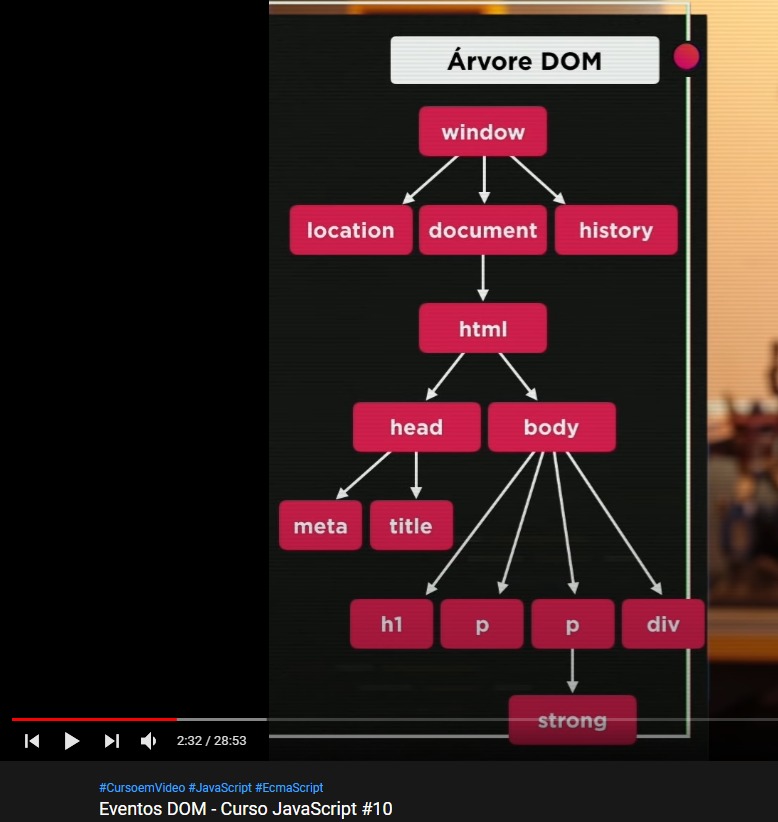 Árvore DOM
window
location document history
html
head body
meta title
h1 p p div
strong
2:32 / 28:53
#CursoemVideo #JavaScript #EcmaScript
Eventos DOM - Curso JavaScript #10